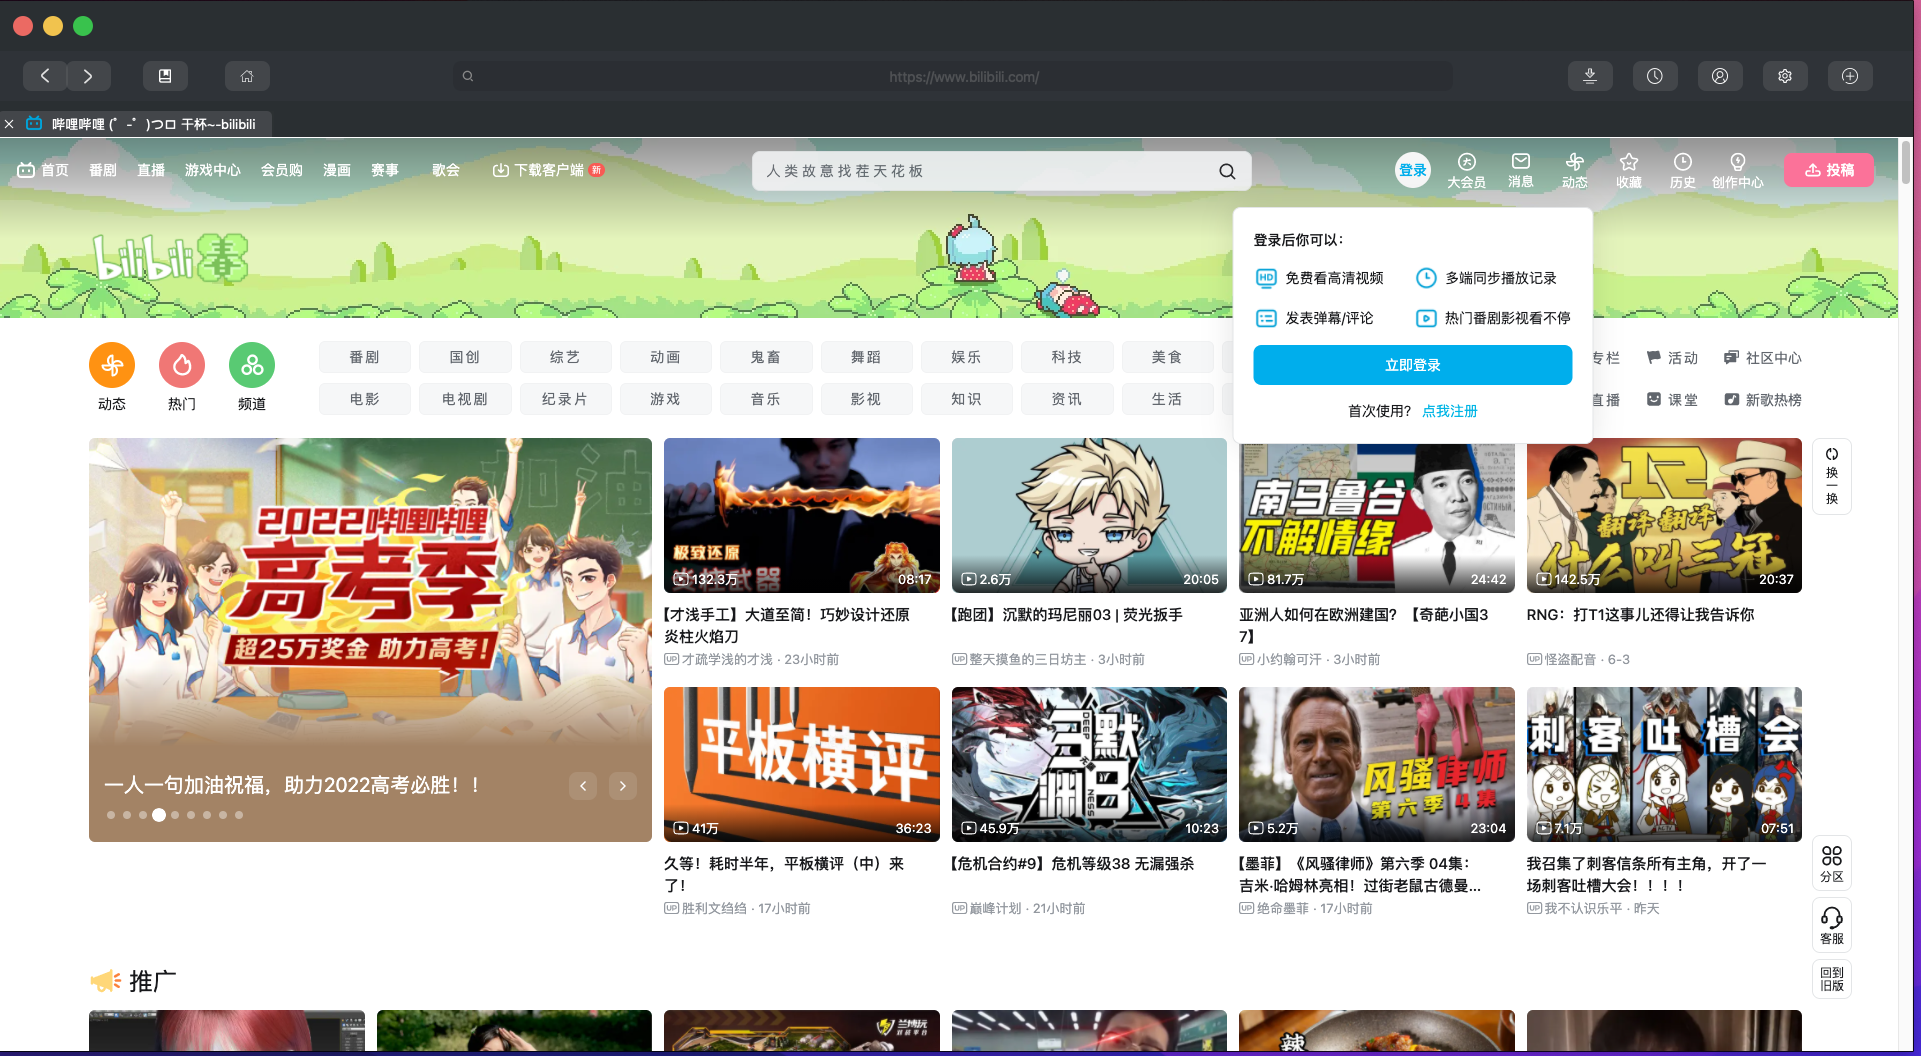 https://www.bilibili.com/
哔哩哔哩 (゜-゜)つロ 干杯~-bilibili
首页 番剧 直播 游戏中心 会员购 漫画 赛事 歌会 下载客户端 新
人类故意找茬天花板
登录 大会员 消息 动态 收藏 历史 创作中心 投稿
bilibili 春
登录后你可以：
HD 免费看高清视频 多端同步播放记录
发表弹幕/评论 热门番剧影视看不停
立即登录
首次使用？ 点我注册
动态 热门 频道
番剧 国创 综艺 动画 鬼畜 舞蹈 娱乐 科技 美食
电影 电视剧 纪录片 游戏 音乐 影视 知识 资讯 生活
专栏 活动 社区中心
直播 课堂 新歌热榜
加油
2022哔哩哔哩
高考季
超25万奖金 助力高考！
一人一句加油祝福，助力2022高考必胜！！
极致还原
132.3万 08:17
【才浅手工】大道至简！巧妙设计还原
炎柱火焰刀
UP 才疏学浅的才浅 · 23小时前
2.6万 20:05
【跑团】沉默的玛尼丽03 | 荧光扳手
UP 整天摸鱼的三日坊主 · 3小时前
南马鲁谷
不解情缘
81.7万 24:42
亚洲人如何在欧洲建国？【奇葩小国3
7】
UP 小约翰可汗 · 3小时前
翻译翻译
什么叫三冠
142.5万 20:37
RNG：打T1这事儿还得让我告诉你
UP 怪盗配音 · 6-3
换一换
平板横评
41万 36:23
久等！耗时半年，平板横评（中）来
了！
UP 胜利文绉绉 · 17小时前
DEEP
NESS
45.9万 10:23
【危机合约#9】危机等级38 无漏强杀
UP 巅峰计划 · 21小时前
风骚律师
第六季 4集
5.2万 23:04
【墨菲】《风骚律师》第六季 04集：
吉米·哈姆林亮相！过街老鼠古德曼...
UP 绝命墨菲 · 17小时前
刺客吐槽会
7.1万 07:51
我召集了刺客信条所有主角，开了一
场刺客吐槽大会！！！！
UP 我不认识乐平 · 昨天
分区
客服
回到
旧版
推广
辣